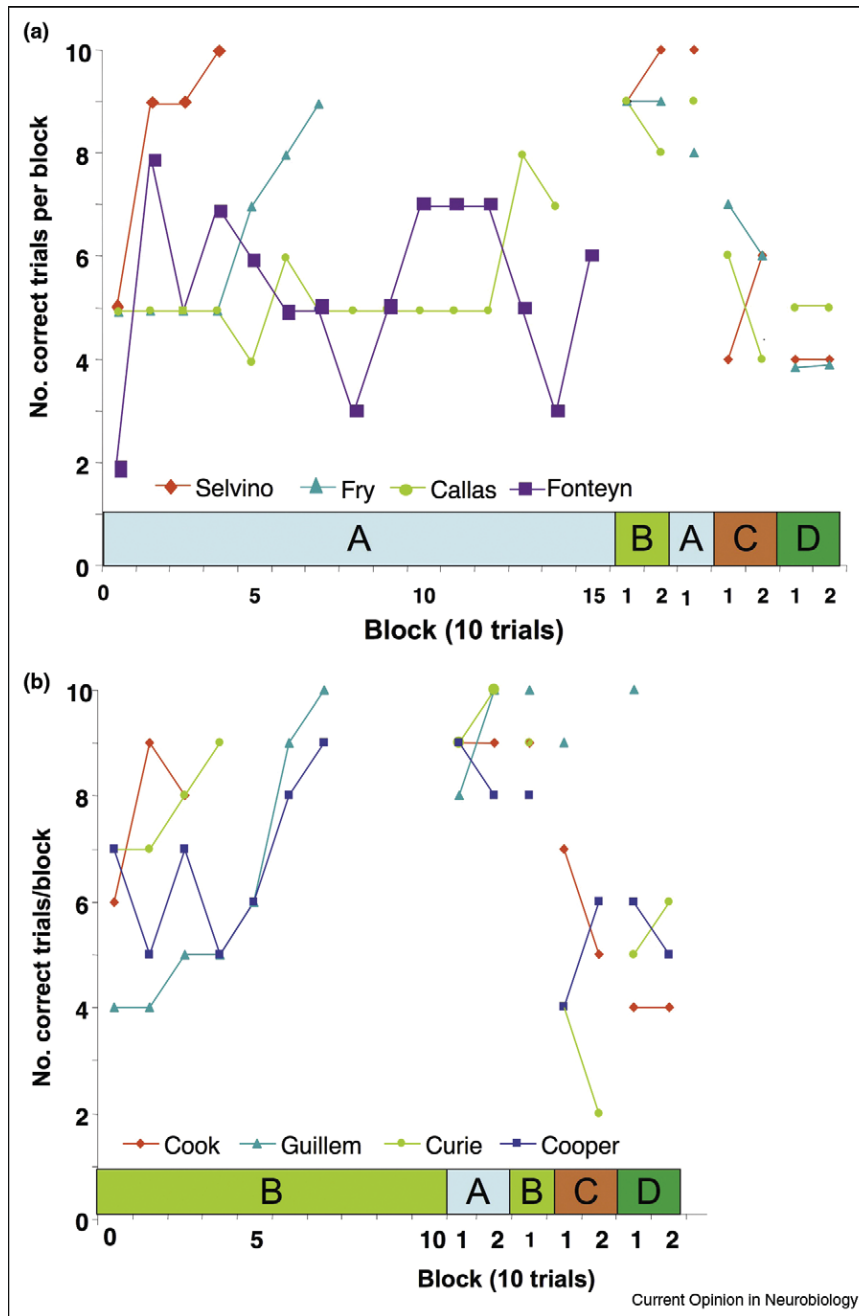 (a)
10
8
6
4
2
0
No. correct trials per block
Selvino Fry Callas Fonteyn
A B A C D
0 5 10 15 1 2 1 1 2 1 2
Block (10 trials)
(b)
10
8
6
4
2
0
No. correct trials/block
Cook Guillem Curie Cooper
B A B C D
0 5 10 1 2 1 1 2 1 2
Block (10 trials)
Current Opinion in Neurobiology